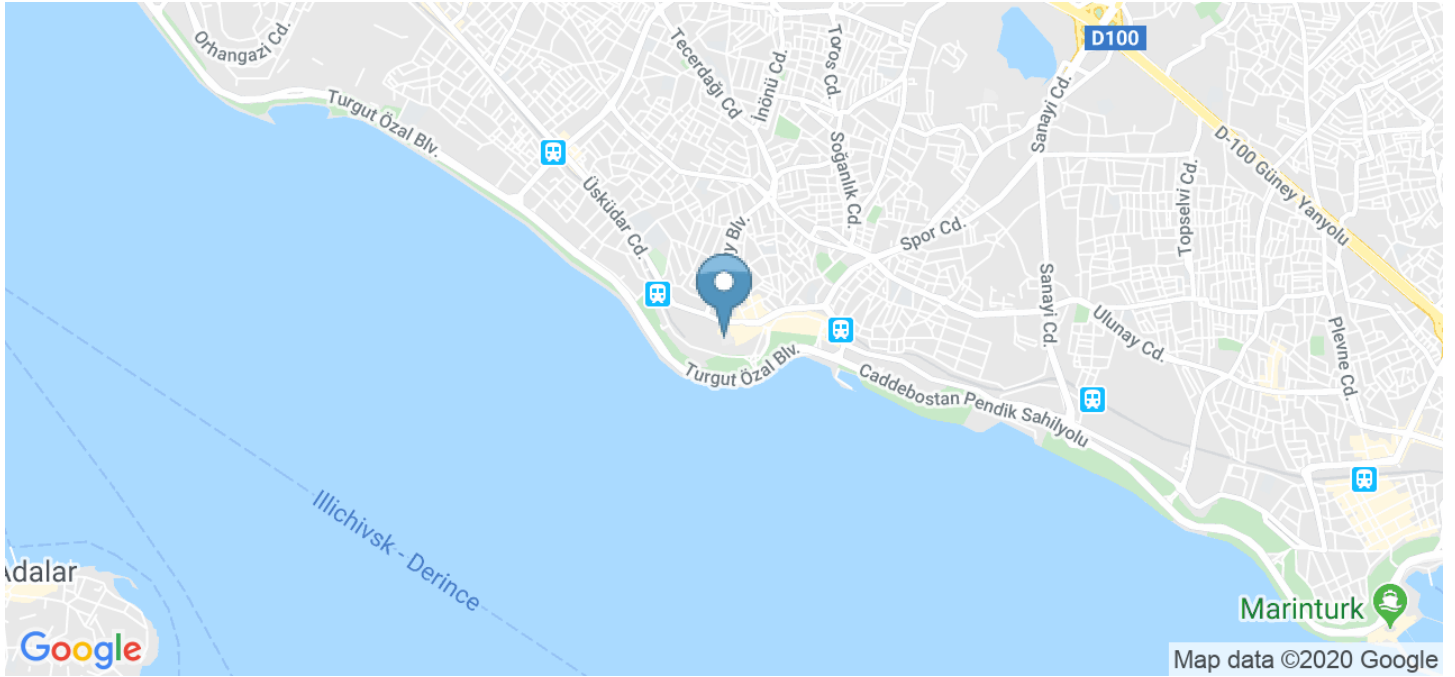 Orhangazi Cd.
Tecerdağı Cd
İnönü Cd.
Toros Cd.
D100
Turgut Özal Blv.
Sanayi Cd.
D-100 Güney Yanyolu
Soğanlık Cd.
Topselvi Cd.
Üsküdar Cd.
Blv.
Spor Cd.
Sanayi Cd.
Ulunay Cd.
Plevne Cd.
Turgut Özal Blv.
Caddebostan Pendik Sahilyolu
Illichivsk - Derince
Adalar
Marinturk
Google
Map data ©2020 Google